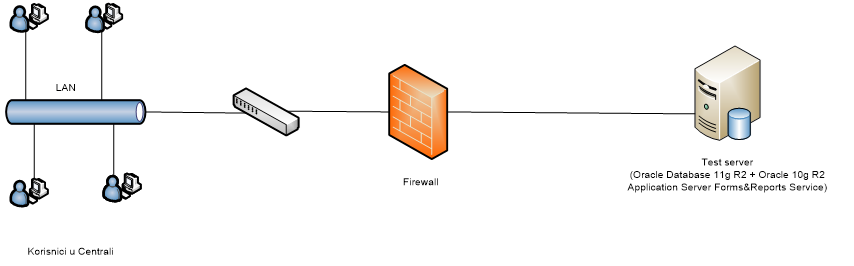 LAN
Firewall
Test server
(Oracle Database 11g R2 + Oracle 10g R2
Application Server Forms&Reports Service)
Korisnici u Centrali